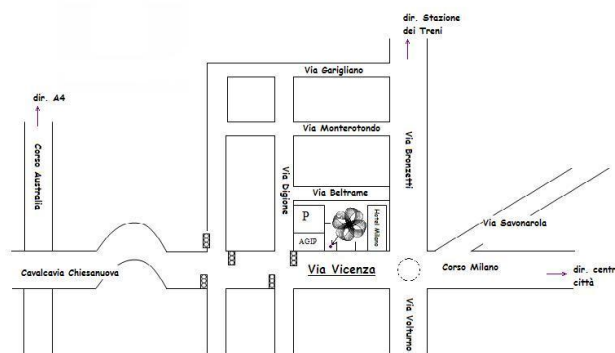 dir. Stazione
dei Treni
Via Garigliano
dir. A4
Corso Australia
Via Monterotondo
Via Bronzetti
Via Digione
Via Beltrame
P
Hotel Milano
Via Savonarola
AGIP
Cavalcavia Chiesanuova
Via Vicenza
Corso Milano
dir. centr
città
Via Volturno